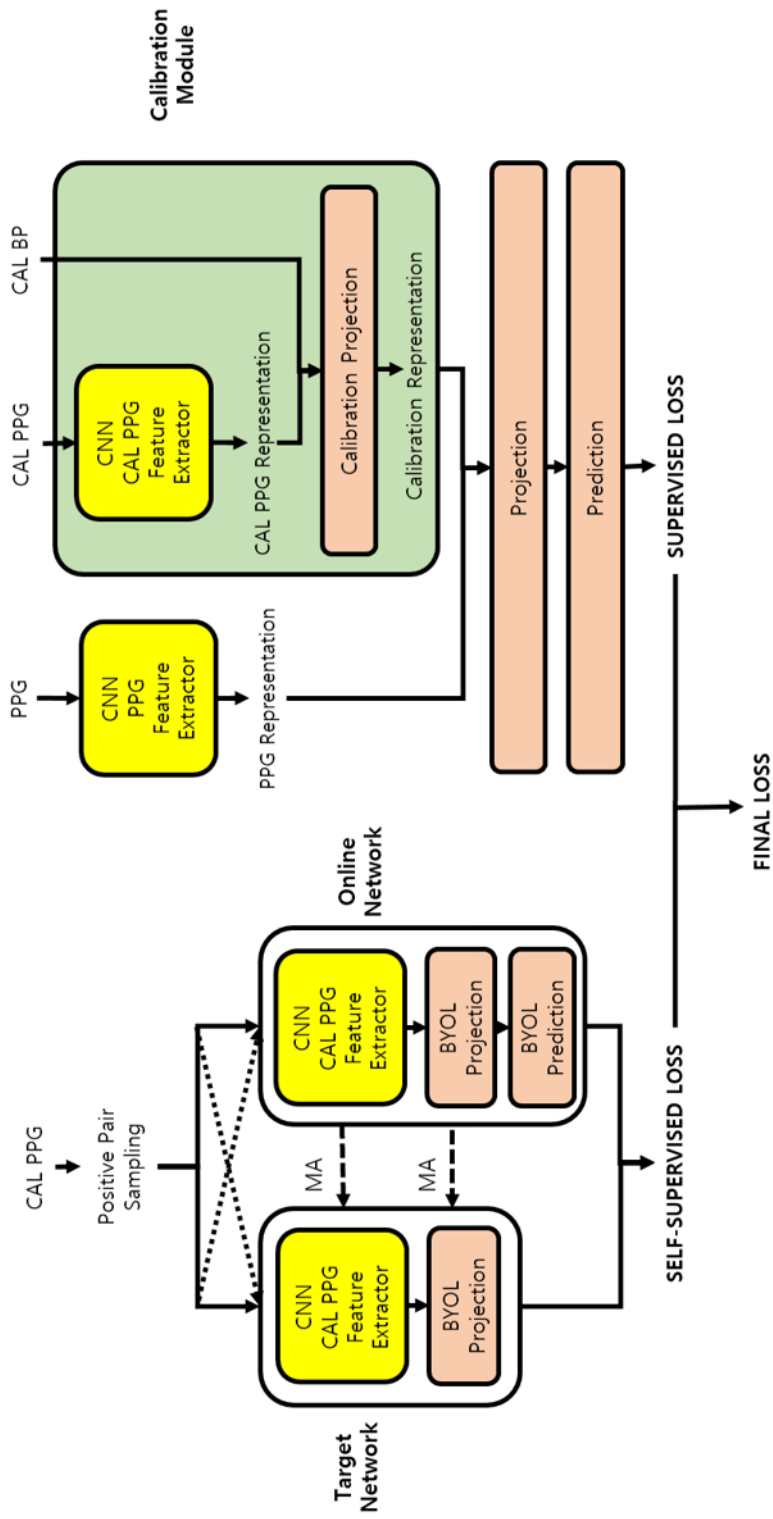 CAL PPG
Positive Pair
Sampling
Target
Network
CNN
CAL PPG
Feature
Extractor
BYOL
Projection
MA
MA
Online
Network
CNN
CAL PPG
Feature
Extractor
BYOL
Projection
BYOL
Prediction
SELF-SUPERVISED LOSS
PPG
CNN
PPG
Feature
Extractor
PPG Representation
CAL PPG
CAL BP
Calibration
Module
CNN
CAL PPG
Feature
Extractor
CAL PPG Representation
Calibration Projection
Calibration Representation
Projection
Prediction
SUPERVISED LOSS
FINAL LOSS